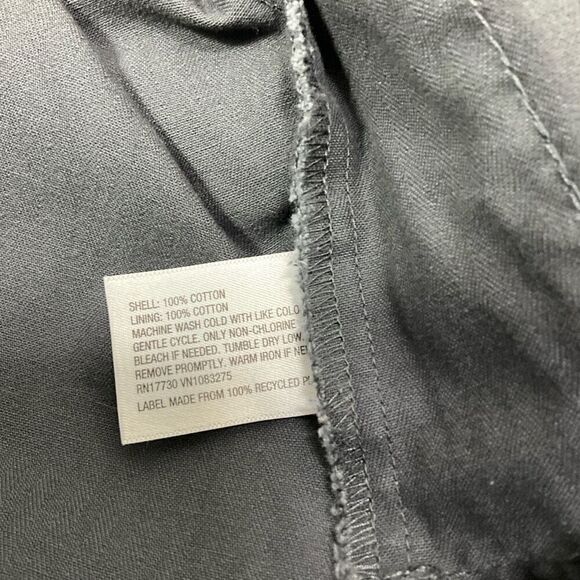 SHELL: 100% COTTON
LINING: 100% COTTON
MACHINE WASH COLD WITH LIKE COLO
GENTLE CYCLE. ONLY NON-CHLORINE
BLEACH IF NEEDED. TUMBLE DRY LOW.
REMOVE PROMPTLY. WARM IRON IF NE
RN17730 VN1083275
LABEL MADE FROM 100% RECYCLED P